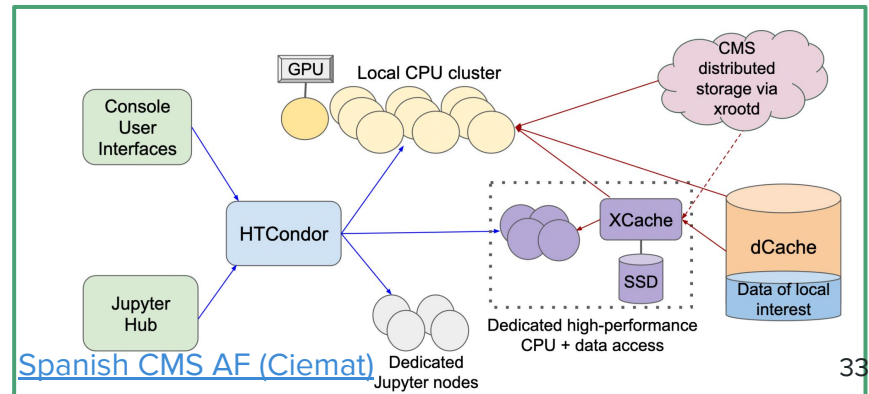 GPU
Local CPU cluster
CMS
distributed
storage via
xrootd
Console
User
Interfaces
HTCondor
XCache
SSD
dCache
Data of local
interest
Jupyter
Hub
Dedicated high-performance
CPU + data access
Dedicated
Jupyter nodes
Spanish CMS AF (Ciemat)
33